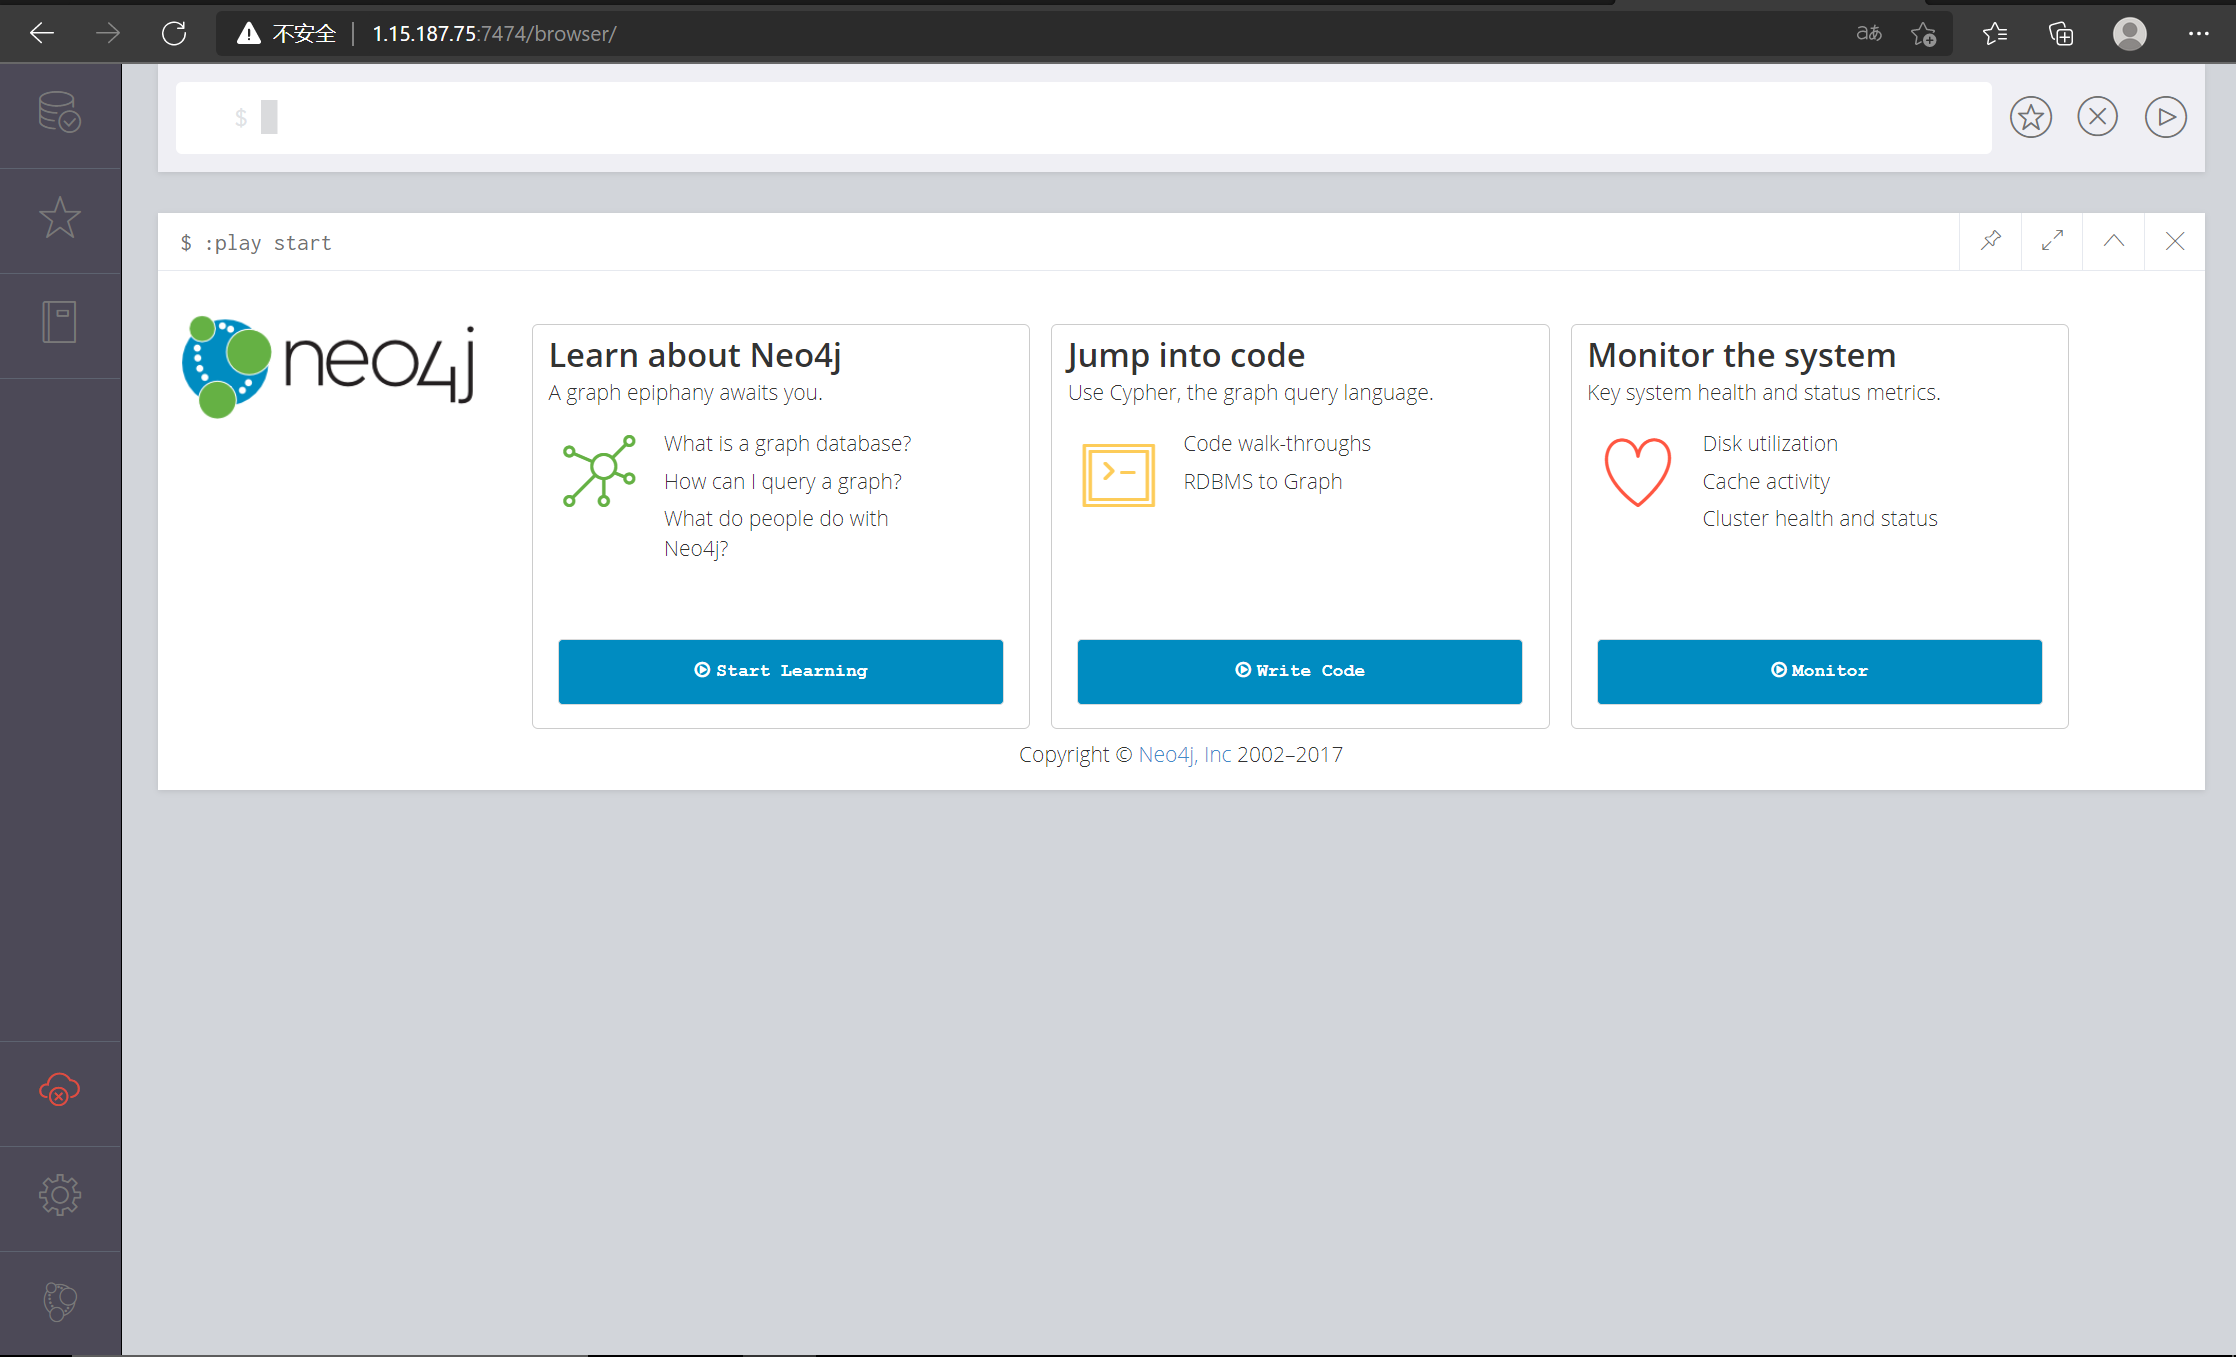 不安全 | 1.15.187.75:7474/browser/
aあ
$
$ :play start
neo4j
Learn about Neo4j
A graph epiphany awaits you.
What is a graph database?
How can I query a graph?
What do people do with
Neo4j?
Start Learning
Jump into code
Use Cypher, the graph query language.
Code walk-throughs
RDBMS to Graph
Write Code
Monitor the system
Key system health and status metrics.
Disk utilization
Cache activity
Cluster health and status
Monitor
Copyright © Neo4j, Inc 2002–2017